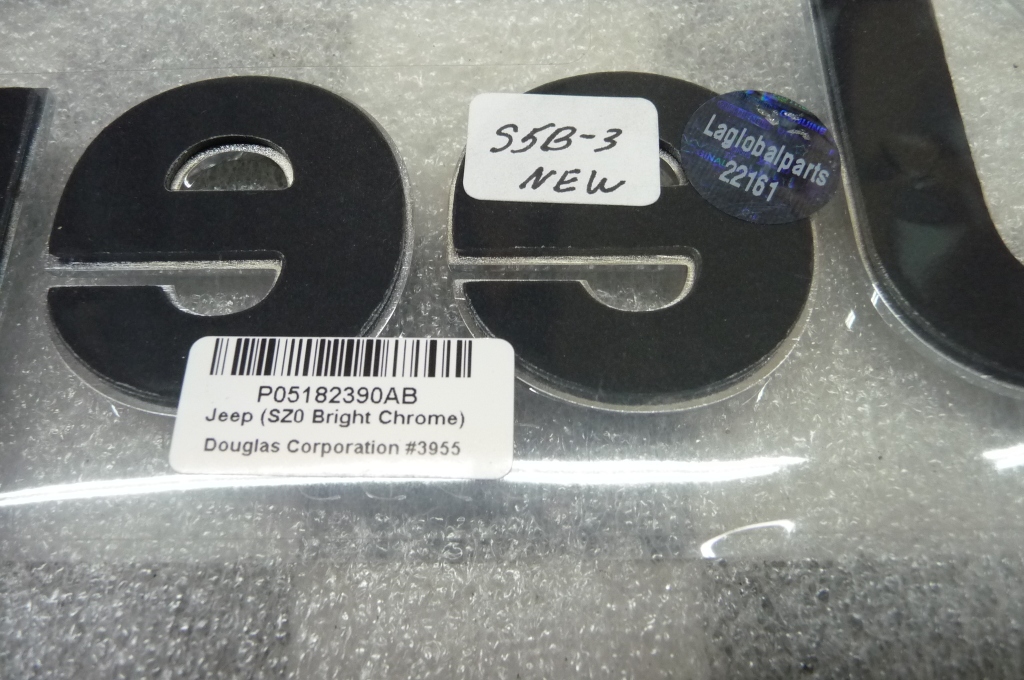 S5B-3
NEW
Laglobalparts
22161
P05182390AB
Jeep (SZ0 Bright Chrome)
Douglas Corporation #3955